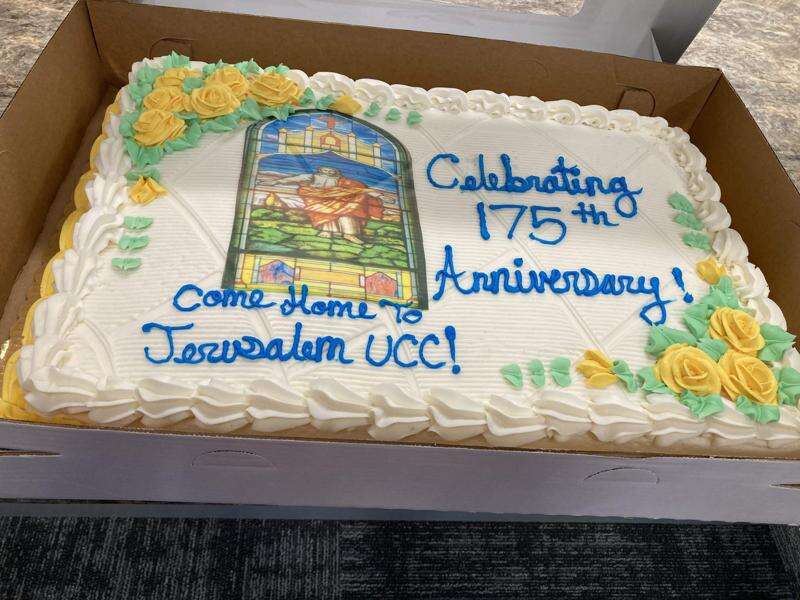 Celebrating
175th
Anniversary!
Come Home To
Jerusalem UCC!